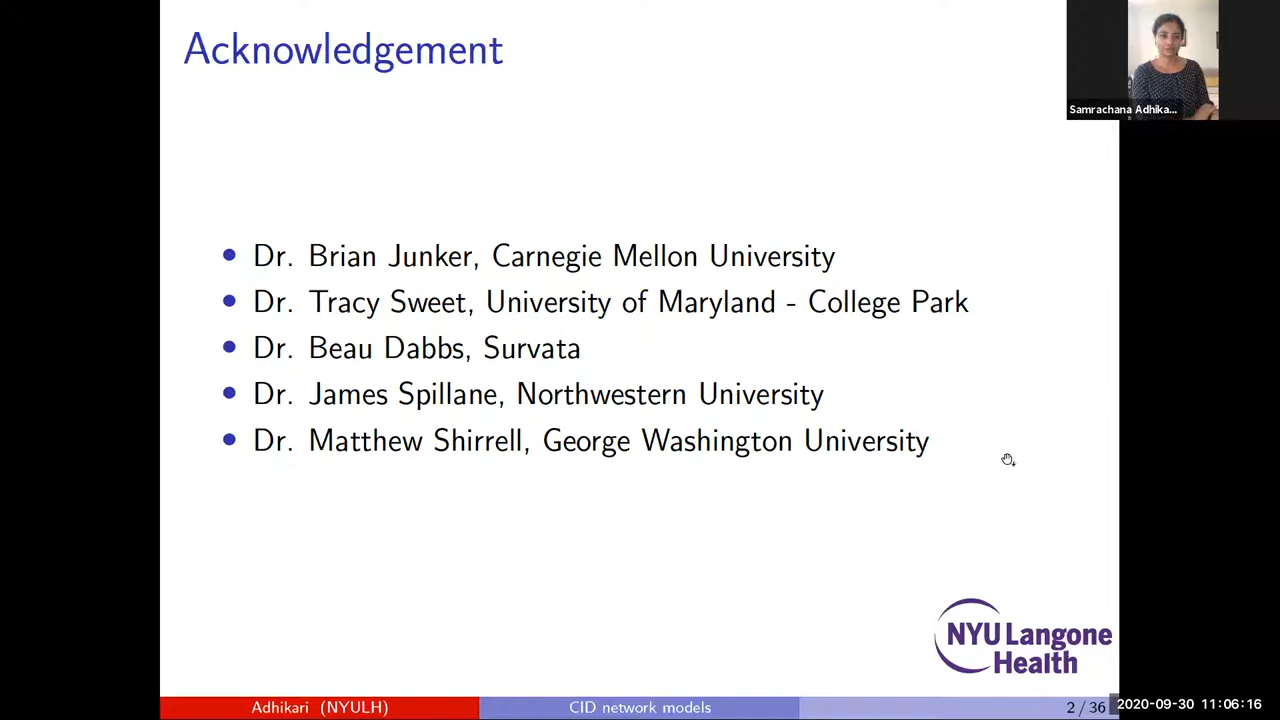 Acknowledgement
Samrachana Adhika...
Dr. Brian Junker, Carnegie Mellon University
Dr. Tracy Sweet, University of Maryland - College Park
Dr. Beau Dabbs, Survata
Dr. James Spillane, Northwestern University
Dr. Matthew Shirrell, George Washington University
NYU Langone
Health
Adhikari (NYULH)
CID network models
2 / 36
2020-09-30 11:06:16